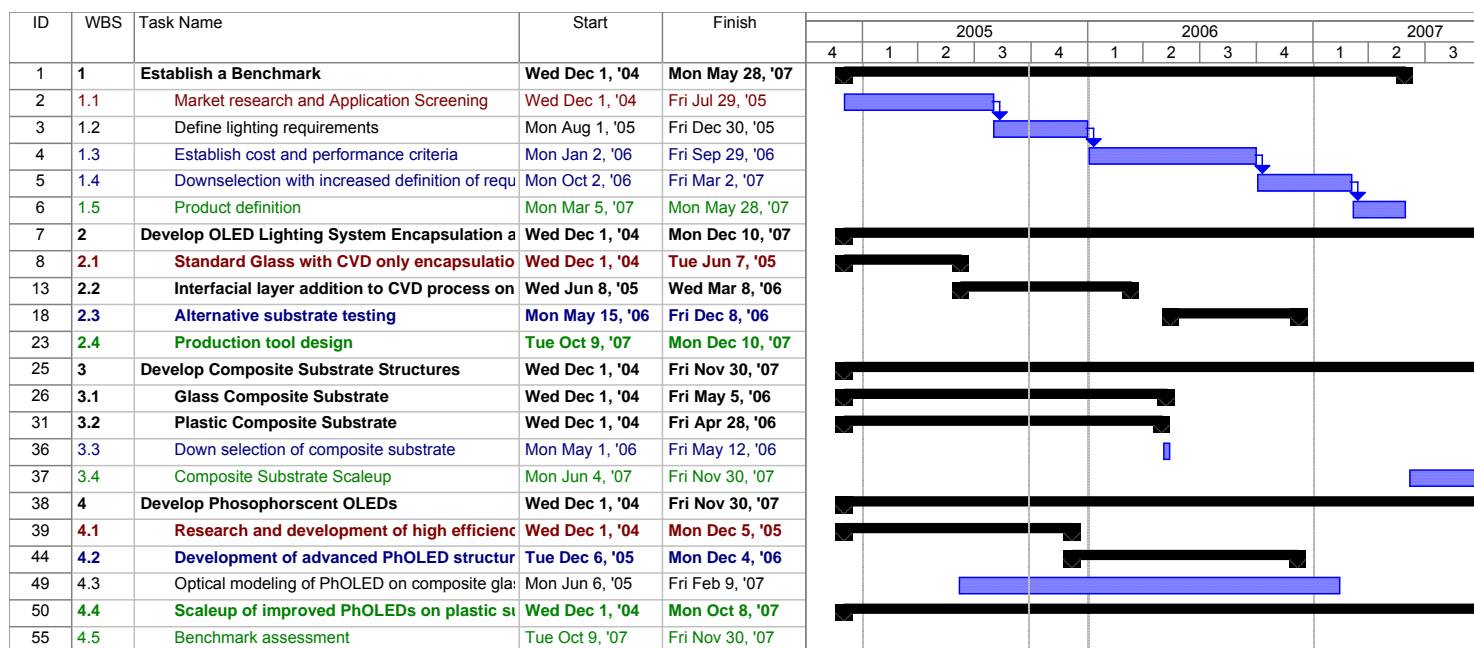 ID WBS Task Name Start Finish
2005 2006 2007
4 1 2 3 4 1 2 3 4 1 2 3
1 1 Establish a Benchmark Wed Dec 1, '04 Mon May 28, '07
2 1.1 Market research and Application Screening Wed Dec 1, '04 Fri Jul 29, '05
3 1.2 Define lighting requirements Mon Aug 1, '05 Fri Dec 30, '05
4 1.3 Establish cost and performance criteria Mon Jan 2, '06 Fri Sep 29, '06
5 1.4 Downselection with increased definition of requ Mon Oct 2, '06 Fri Mar 2, '07
6 1.5 Product definition Mon Mar 5, '07 Mon May 28, '07
7 2 Develop OLED Lighting System Encapsulation a Wed Dec 1, '04 Mon Dec 10, '07
8 2.1 Standard Glass with CVD only encapsulatio Wed Dec 1, '04 Tue Jun 7, '05
13 2.2 Interfacial layer addition to CVD process on Wed Jun 8, '05 Wed Mar 8, '06
18 2.3 Alternative substrate testing Mon May 15, '06 Fri Dec 8, '06
23 2.4 Production tool design Tue Oct 9, '07 Mon Dec 10, '07
25 3 Develop Composite Substrate Structures Wed Dec 1, '04 Fri Nov 30, '07
26 3.1 Glass Composite Substrate Wed Dec 1, '04 Fri May 5, '06
31 3.2 Plastic Composite Substrate Wed Dec 1, '04 Fri Apr 28, '06
36 3.3 Down selection of composite substrate Mon May 1, '06 Fri May 12, '06
37 3.4 Composite Substrate Scaleup Mon Jun 4, '07 Fri Nov 30, '07
38 4 Develop Phosophorscent OLEDs Wed Dec 1, '04 Fri Nov 30, '07
39 4.1 Research and development of high efficienc Wed Dec 1, '04 Mon Dec 5, '05
44 4.2 Development of advanced PhOLED structur Tue Dec 6, '05 Mon Dec 4, '06
49 4.3 Optical modeling of PhOLED on composite glas Mon Jun 6, '05 Fri Feb 9, '07
50 4.4 Scaleup of improved PhOLEDs on plastic su Wed Dec 1, '04 Mon Oct 8, '07
55 4.5 Benchmark assessment Tue Oct 9, '07 Fri Nov 30, '07